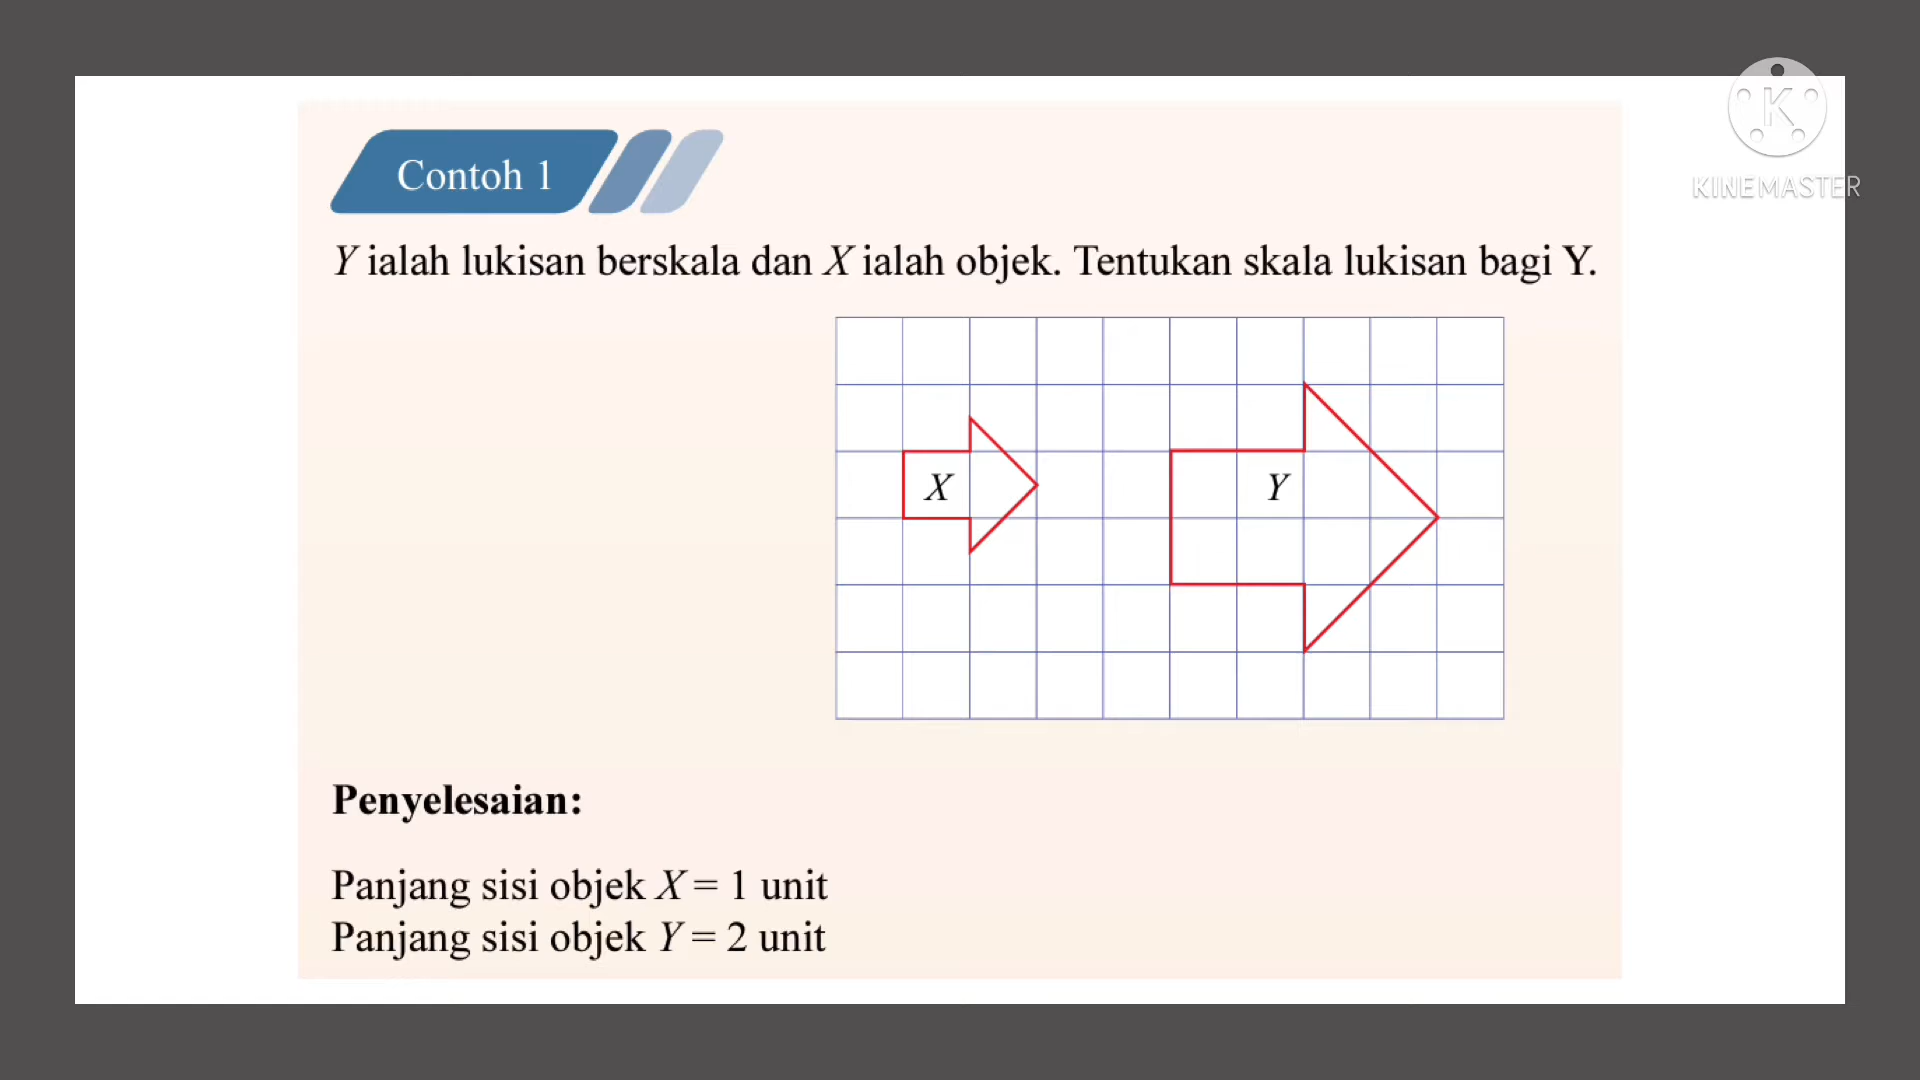 Contoh 1
K
KINEMASTER
Y ialah lukisan berskala dan X ialah objek. Tentukan skala lukisan bagi Y.
X
Y
Penyelesaian:
Panjang sisi objek X = 1 unit
Panjang sisi objek Y = 2 unit